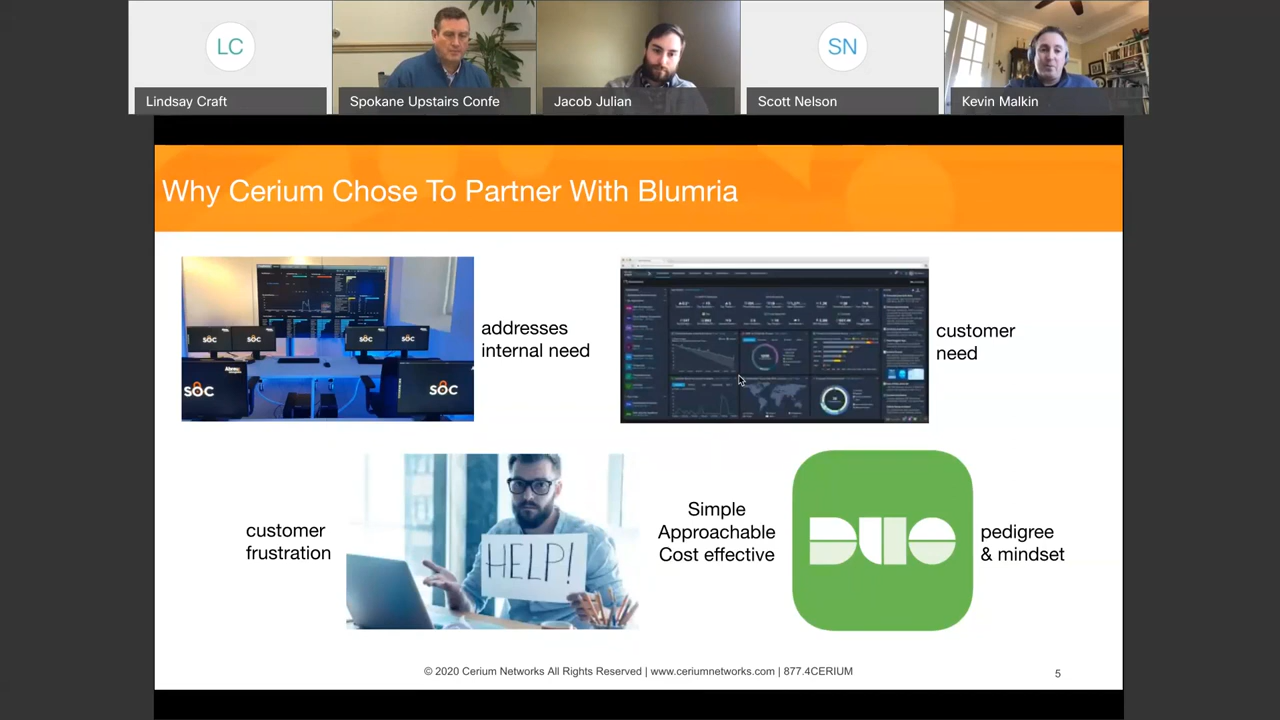 LC
SN
Lindsay Craft
Spokane Upstairs Confe
Jacob Julian
Scott Nelson
Kevin Malkin
Why Cerium Chose To Partner With Blumria
addresses
internal need
SOC
SOC
SOC
SOC
SOC
SOC
customer
need
customer
frustration
HELP!
Simple
Approachable
Cost effective
DUO
pedigree
& mindset
© 2020 Cerium Networks All Rights Reserved | www.ceriumnetworks.com | 877.4CERIUM
5